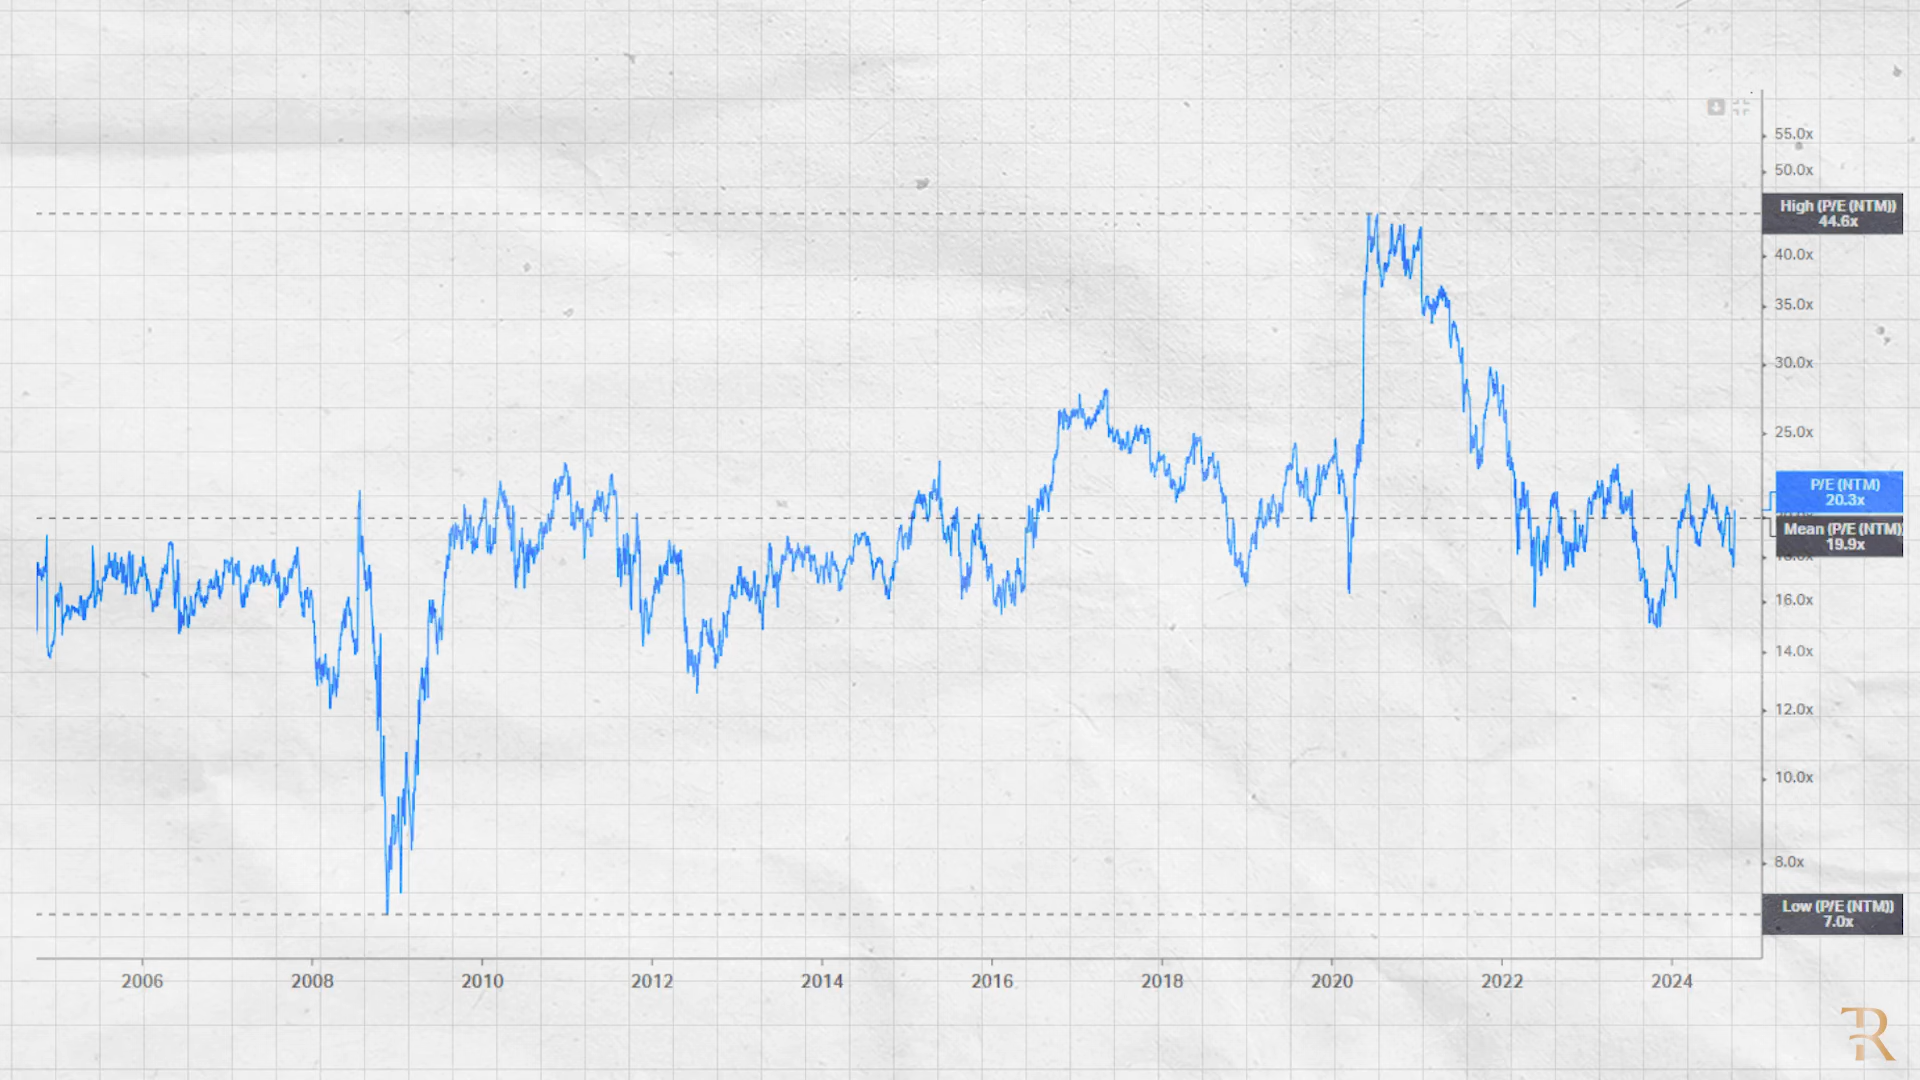 55.0x
50.0x
High (P/E (NTM))
44.6x
40.0x
35.0x
30.0x
25.0x
P/E (NTM)
20.3x
Mean (P/E (NTM))
19.9x
18.0x
16.0x
14.0x
12.0x
10.0x
8.0x
Low (P/E (NTM))
7.0x
2006 2008 2010 2012 2014 2016 2018 2020 2022 2024